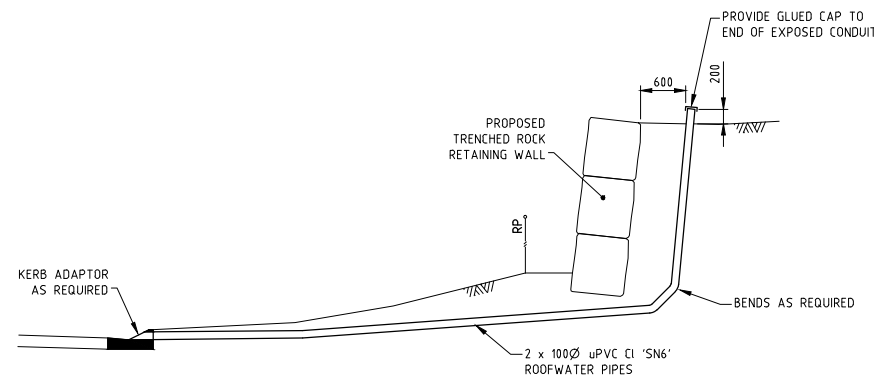 PROVIDE GLUED CAP TO
END OF EXPOSED CONDUIT
600
200
PROPOSED
TRENCHED ROCK
RETAINING WALL
RP
KERB ADAPTOR
AS REQUIRED
BENDS AS REQUIRED
2 x 100Ø uPVC Cl 'SN6'
ROOFWATER PIPES